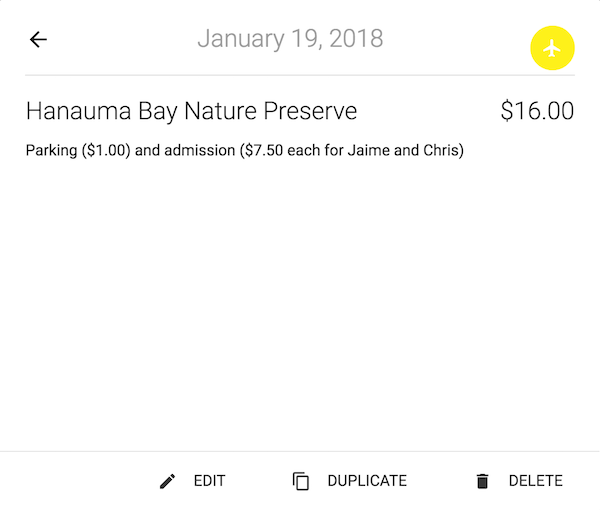 January 19, 2018
Hanauma Bay Nature Preserve $16.00
Parking ($1.00) and admission ($7.50 each for Jaime and Chris)
EDIT DUPLICATE DELETE